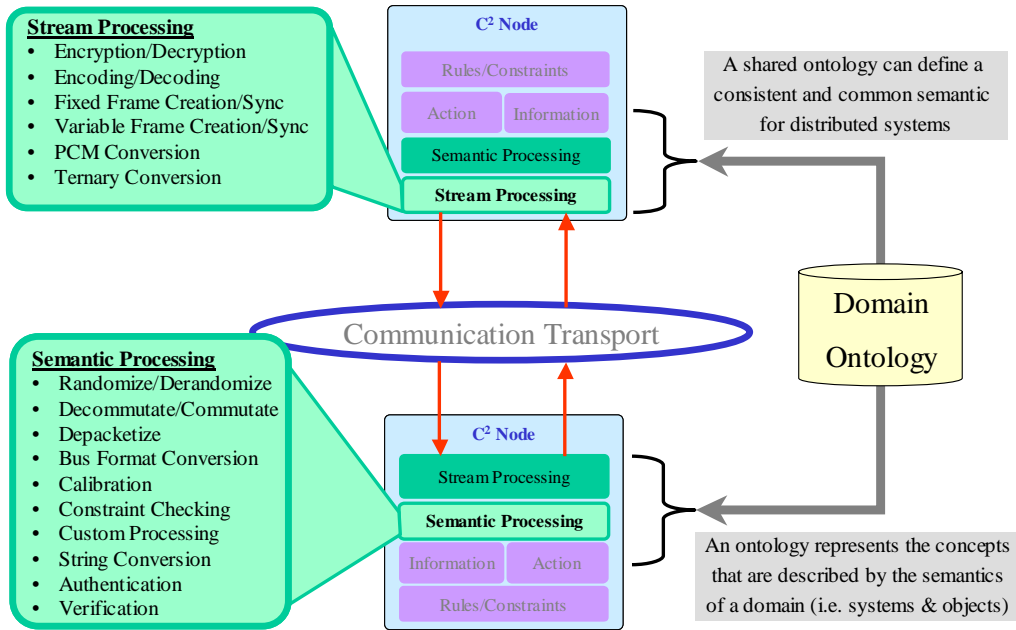 Stream Processing
• Encryption/Decryption
• Encoding/Decoding
• Fixed Frame Creation/Sync
• Variable Frame Creation/Sync
• PCM Conversion
• Ternary Conversion
C² Node
Rules/Constraints
Action
Information
Semantic Processing
Stream Processing
A shared ontology can define a
consistent and common semantic
for distributed systems
Communication Transport
Domain
Ontology
Semantic Processing
• Randomize/Derandomize
• Decommutate/Commutate
• Depacketize
• Bus Format Conversion
• Calibration
• Constraint Checking
• Custom Processing
• String Conversion
• Authentication
• Verification
C² Node
Stream Processing
Semantic Processing
Information
Action
Rules/Constraints
An ontology represents the concepts
that are described by the semantics
of a domain (i.e. systems & objects)